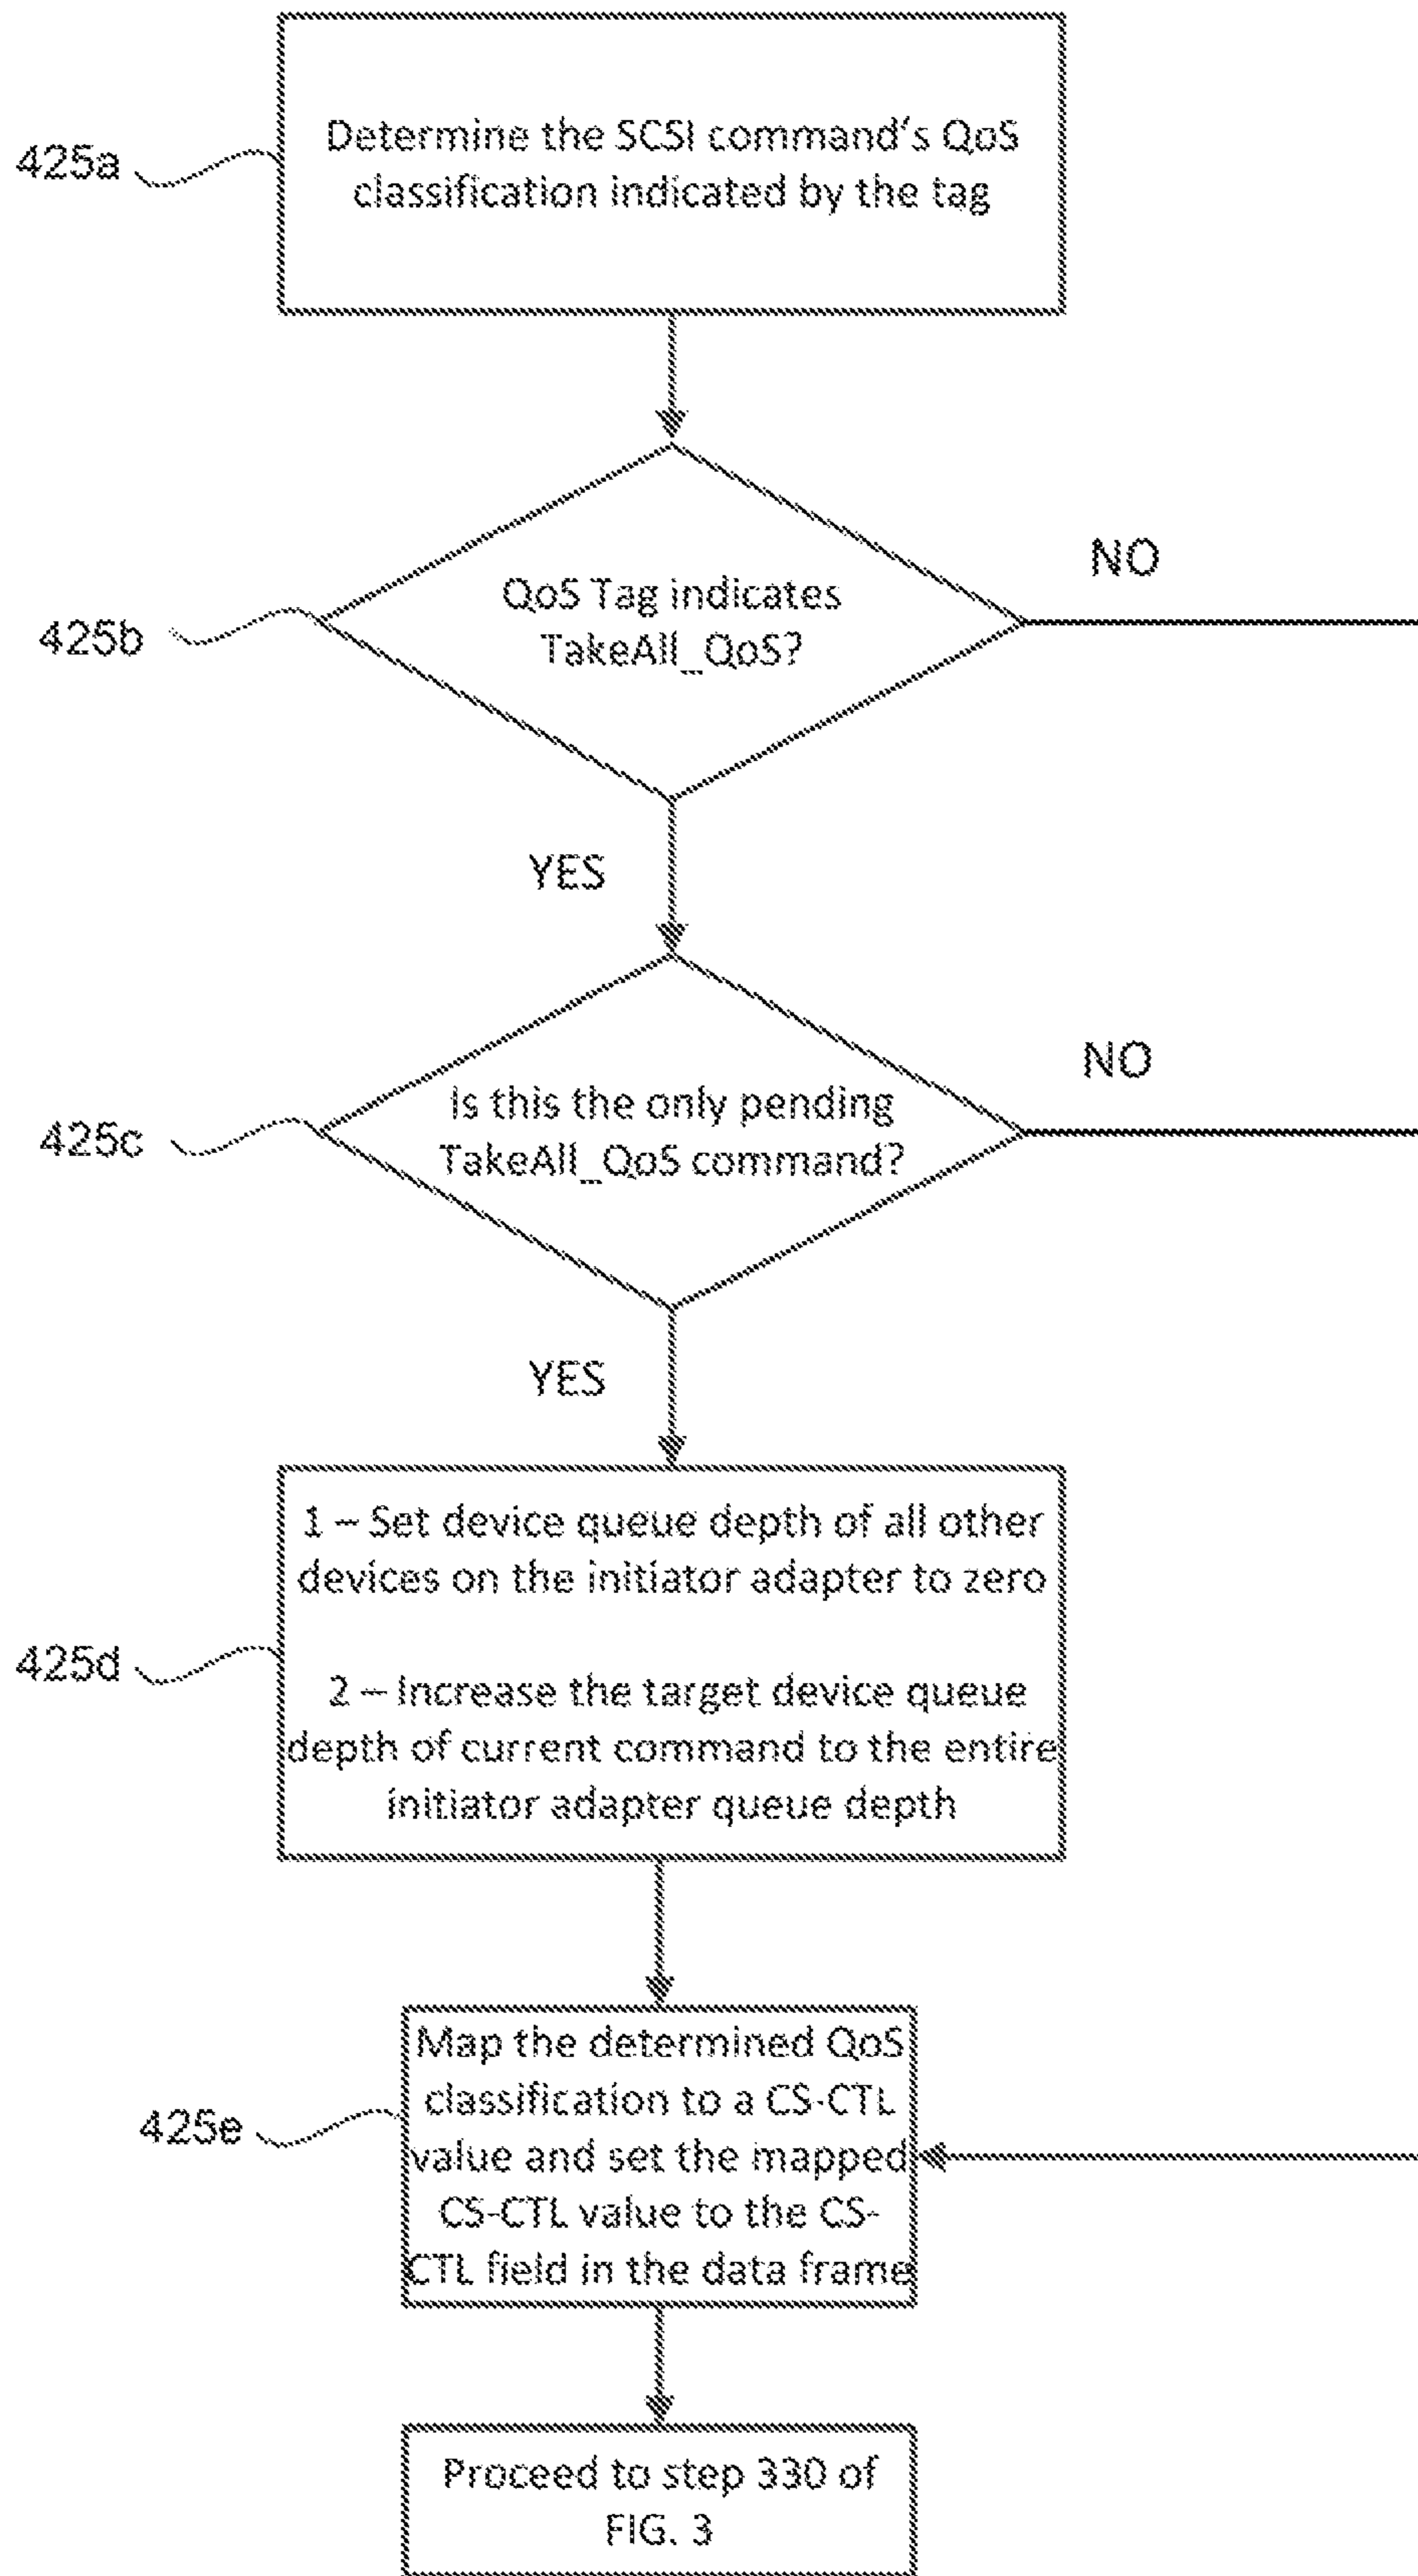 425a
Determine the SCSI command's QoS
classification indicated by the tag
NO
425b
QoS Tag indicates
TakeAll_QoS?
YES
NO
425c
Is this the only pending
TakeAll_QoS command?
YES
1 – Set device queue depth of all other
devices on the initiator adapter to zero
425d
2 – Increase the target device queue
depth of current command to the entire
initiator adapter queue depth
425e
Map the determined QoS
classification to a CS-CTL
value and set the mapped
CS-CTL value to the CS-
CTL field in the data frame
Proceed to step 330 of
FIG. 3